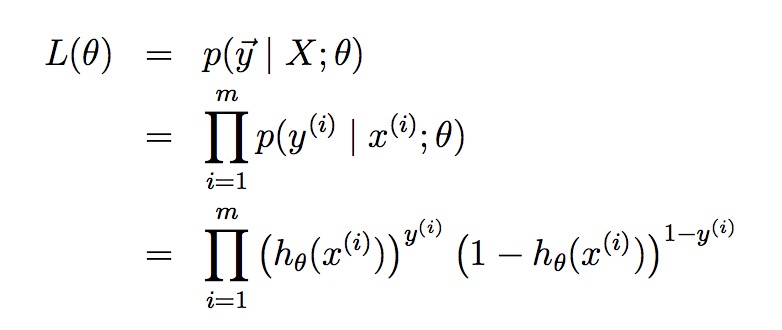 L(θ) = p(y⃗ | X; θ)
= ∏_{i=1}^{m} p(y^{(i)} | x^{(i)}; θ)
= ∏_{i=1}^{m} (h_θ(x^{(i)}))^{y^{(i)}} (1 − h_θ(x^{(i)}))^{1−y^{(i)}}